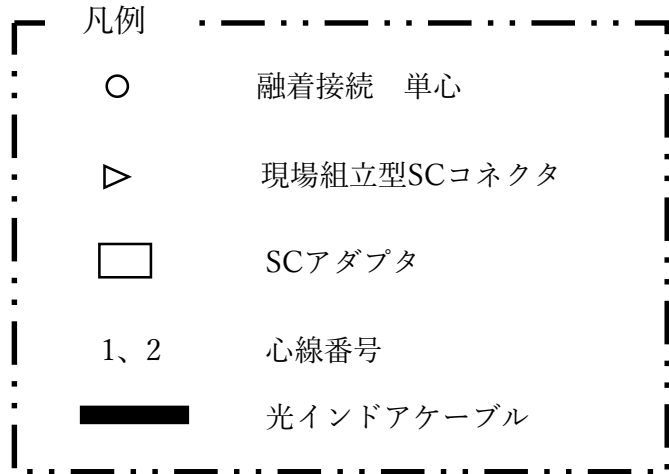 凡例
融着接続　単心
現場組立型SCコネクタ
SCアダプタ
1、2　心線番号
光インドアケーブル